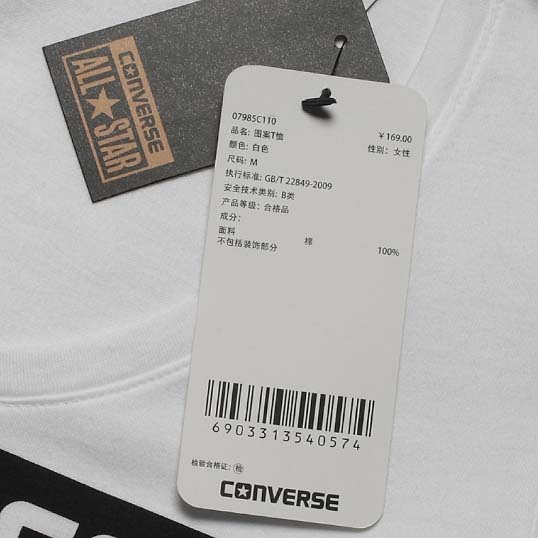 CONVERSE
ALL★STAR
07985C110
品名: 图案T恤 ￥169.00
颜色: 白色 性别: 女性
尺码: M
执行标准: GB/T 22849-2009
安全技术类别: B类
产品等级: 合格品
成分:
面料 棉 100%
不包括装饰部分
6903313540574
检验合格证: 检
CONVERSE